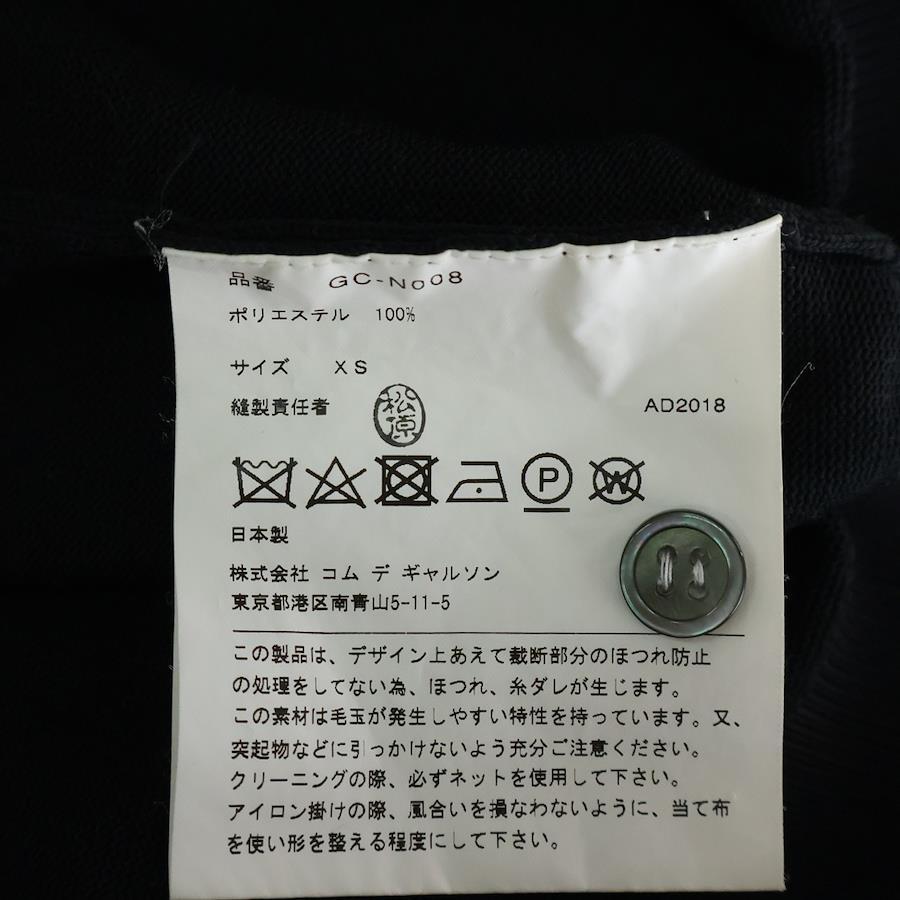 品番 GC-N008
ポリエステル 100%
サイズ XS
縫製責任者 松原 AD2018
P W
日本製
株式会社 コム デ ギャルソン
東京都港区南青山5-11-5
この製品は、デザイン上あえて裁断部分のほつれ防止
の処理をしてない為、ほつれ、糸ダレが生じます。
この素材は毛玉が発生しやすい特性を持っています。又、
突起物などに引っかけないよう充分ご注意ください。
クリーニングの際、必ずネットを使用して下さい。
アイロン掛けの際、風合いを損なわないように、当て布
を使い形を整える程度にして下さい。